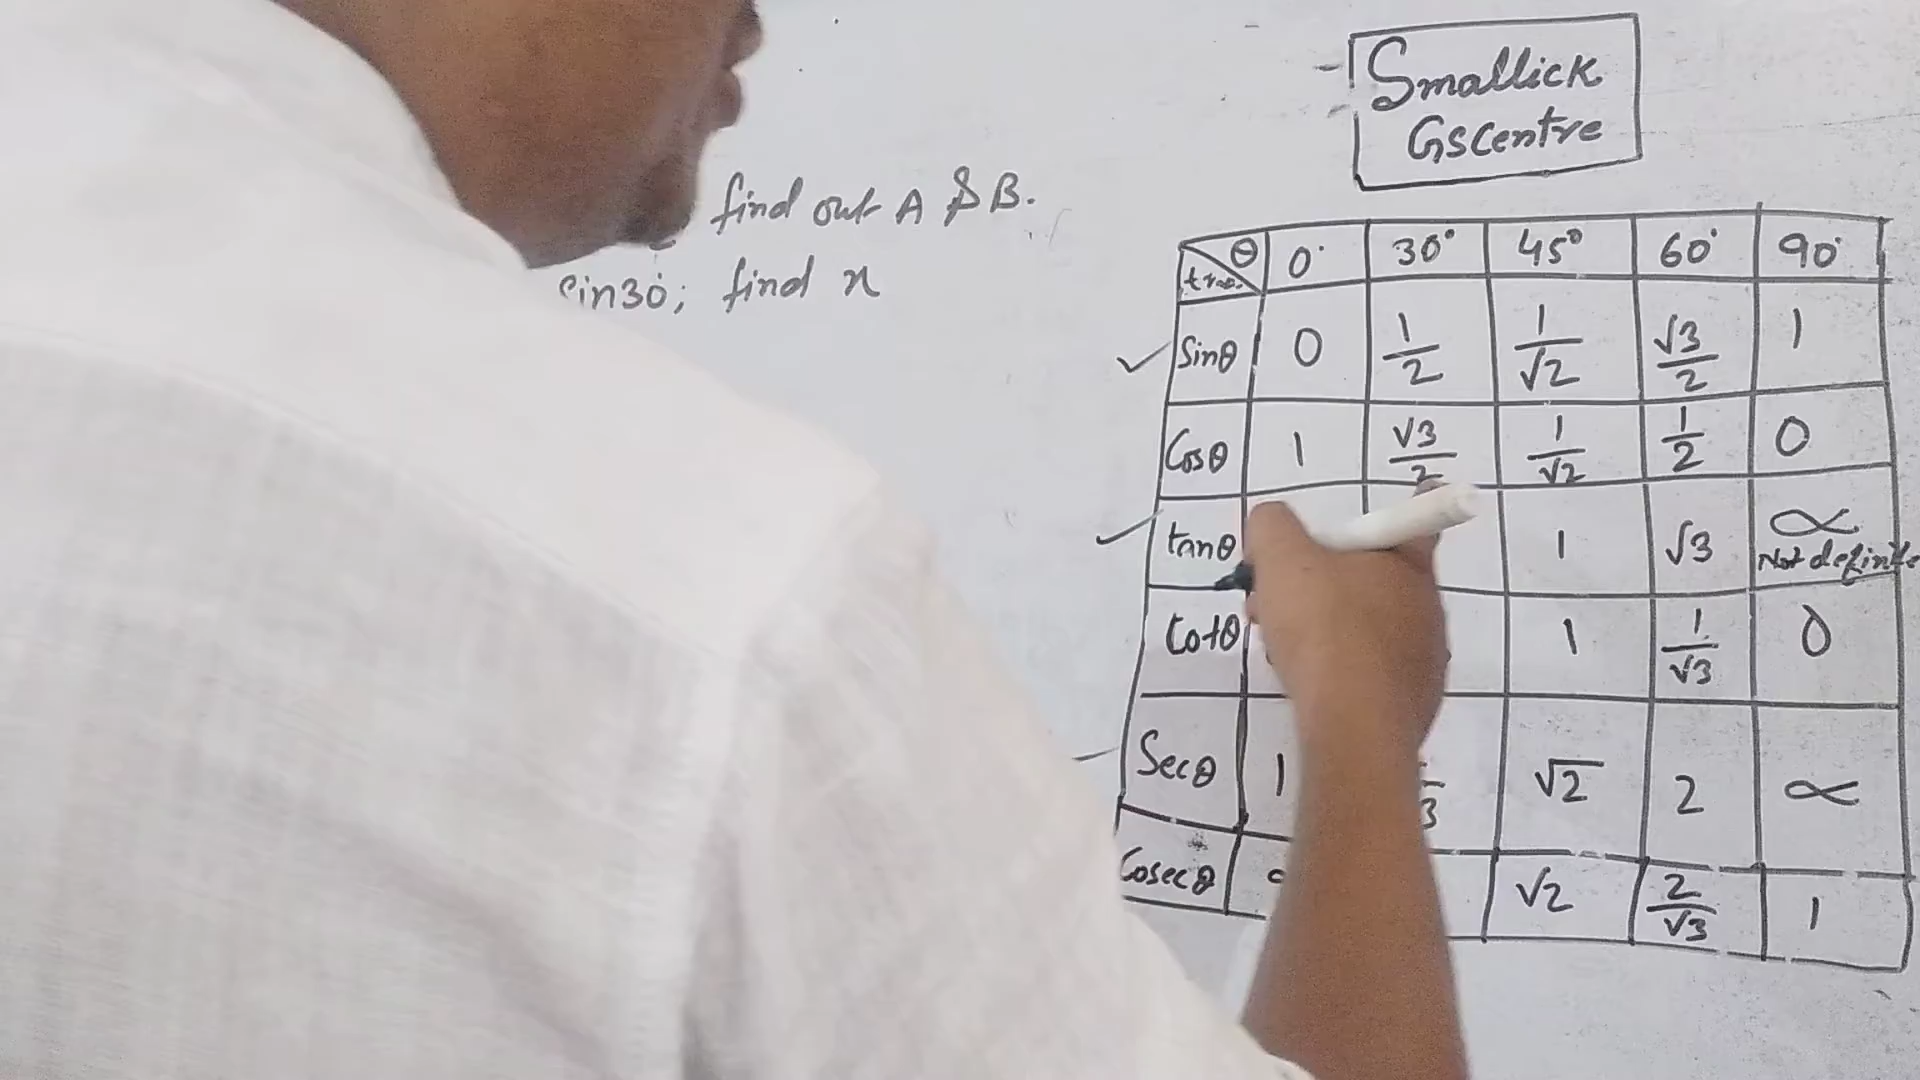 Smallick
GSCentre
find out A & B.
sin30°; find x
θ 0° 30° 45° 60° 90°
Sinθ 0 1/2 1/√2 √3/2 1
Cosθ 1 √3/2 1/√2 1/2 0
tanθ 1 √3 ∝ Not define
Cotθ 1 1/√3 0
Secθ 1 √2 2 ∝
Cosecθ √2 2/√3 1